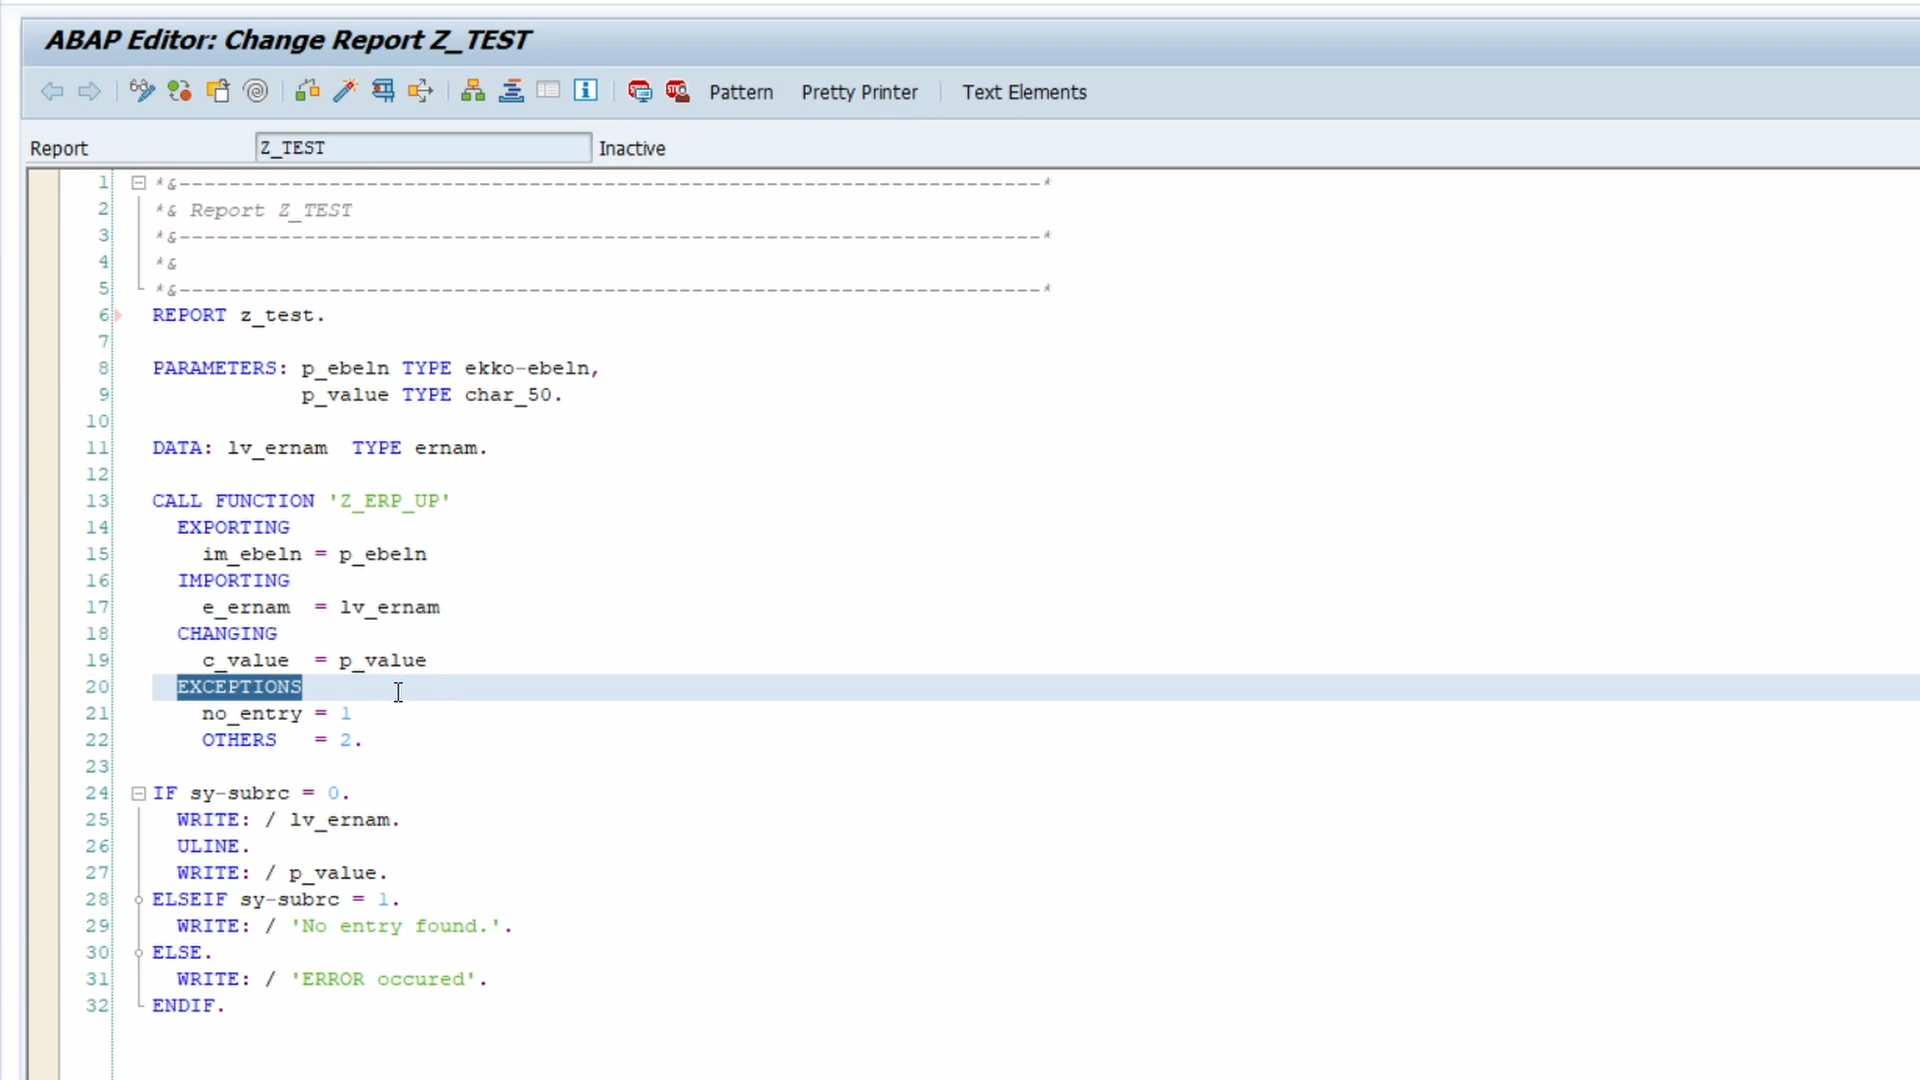 ABAP Editor: Change Report Z_TEST
Pattern Pretty Printer Text Elements
Report Z_TEST Inactive
1 *&---------------------------------------------------------------------*
2 *& Report Z_TEST
3 *&---------------------------------------------------------------------*
4 *&
5 *&---------------------------------------------------------------------*
6 REPORT z_test.
7
8 PARAMETERS: p_ebeln TYPE ekko-ebeln,
9             p_value TYPE char_50.
10
11 DATA: lv_ernam  TYPE ernam.
12
13 CALL FUNCTION 'Z_ERP_UP'
14   EXPORTING
15     im_ebeln = p_ebeln
16   IMPORTING
17     e_ernam  = lv_ernam
18   CHANGING
19     c_value  = p_value
20   EXCEPTIONS
21     no_entry = 1
22     OTHERS   = 2.
23
24 IF sy-subrc = 0.
25   WRITE: / lv_ernam.
26   ULINE.
27   WRITE: / p_value.
28 ELSEIF sy-subrc = 1.
29   WRITE: / 'No entry found.'.
30 ELSE.
31   WRITE: / 'ERROR occured'.
32 ENDIF.